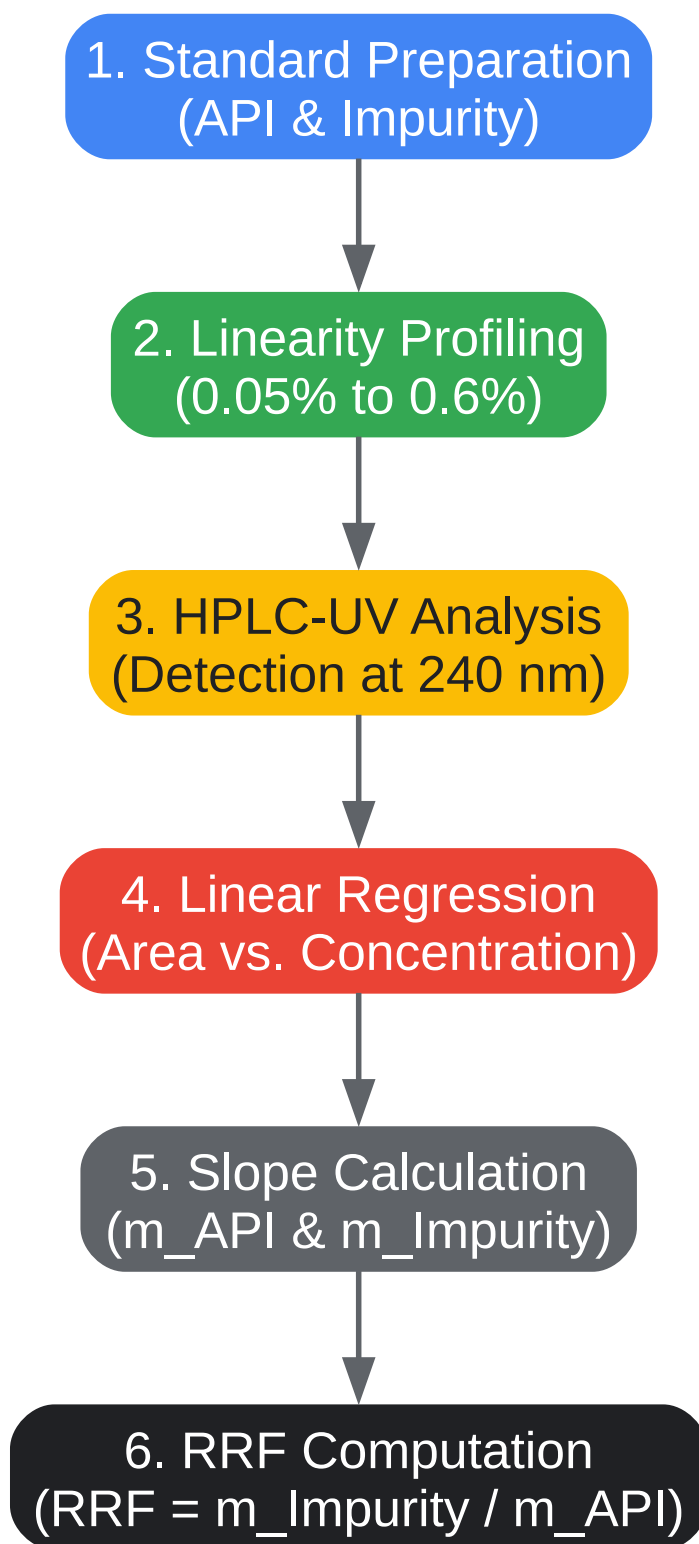 1. Standard Preparation
(API & Impurity)
2. Linearity Profiling
(0.05% to 0.6%)
3. HPLC-UV Analysis
(Detection at 240 nm)
4. Linear Regression
(Area vs. Concentration)
5. Slope Calculation
(m_API & m_Impurity)
6. RRF Computation
(RRF = m_Impurity / m_API)